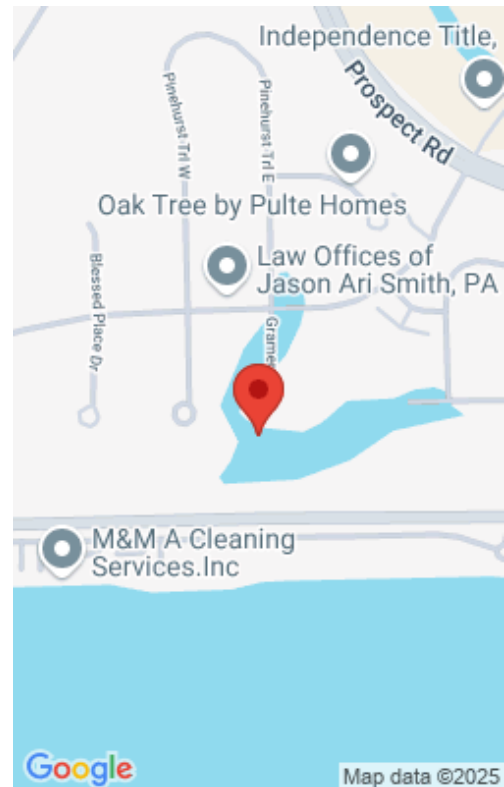 Independence Title,
Prospect Rd
Pinehurst Trl W
Pinehurst Trl E
Oak Tree by Pulte Homes
Law Offices of
Jason Ari Smith, PA
Blessed Place Dr
Gramer
M&M A Cleaning
Services.Inc
Google
Map data ©2025